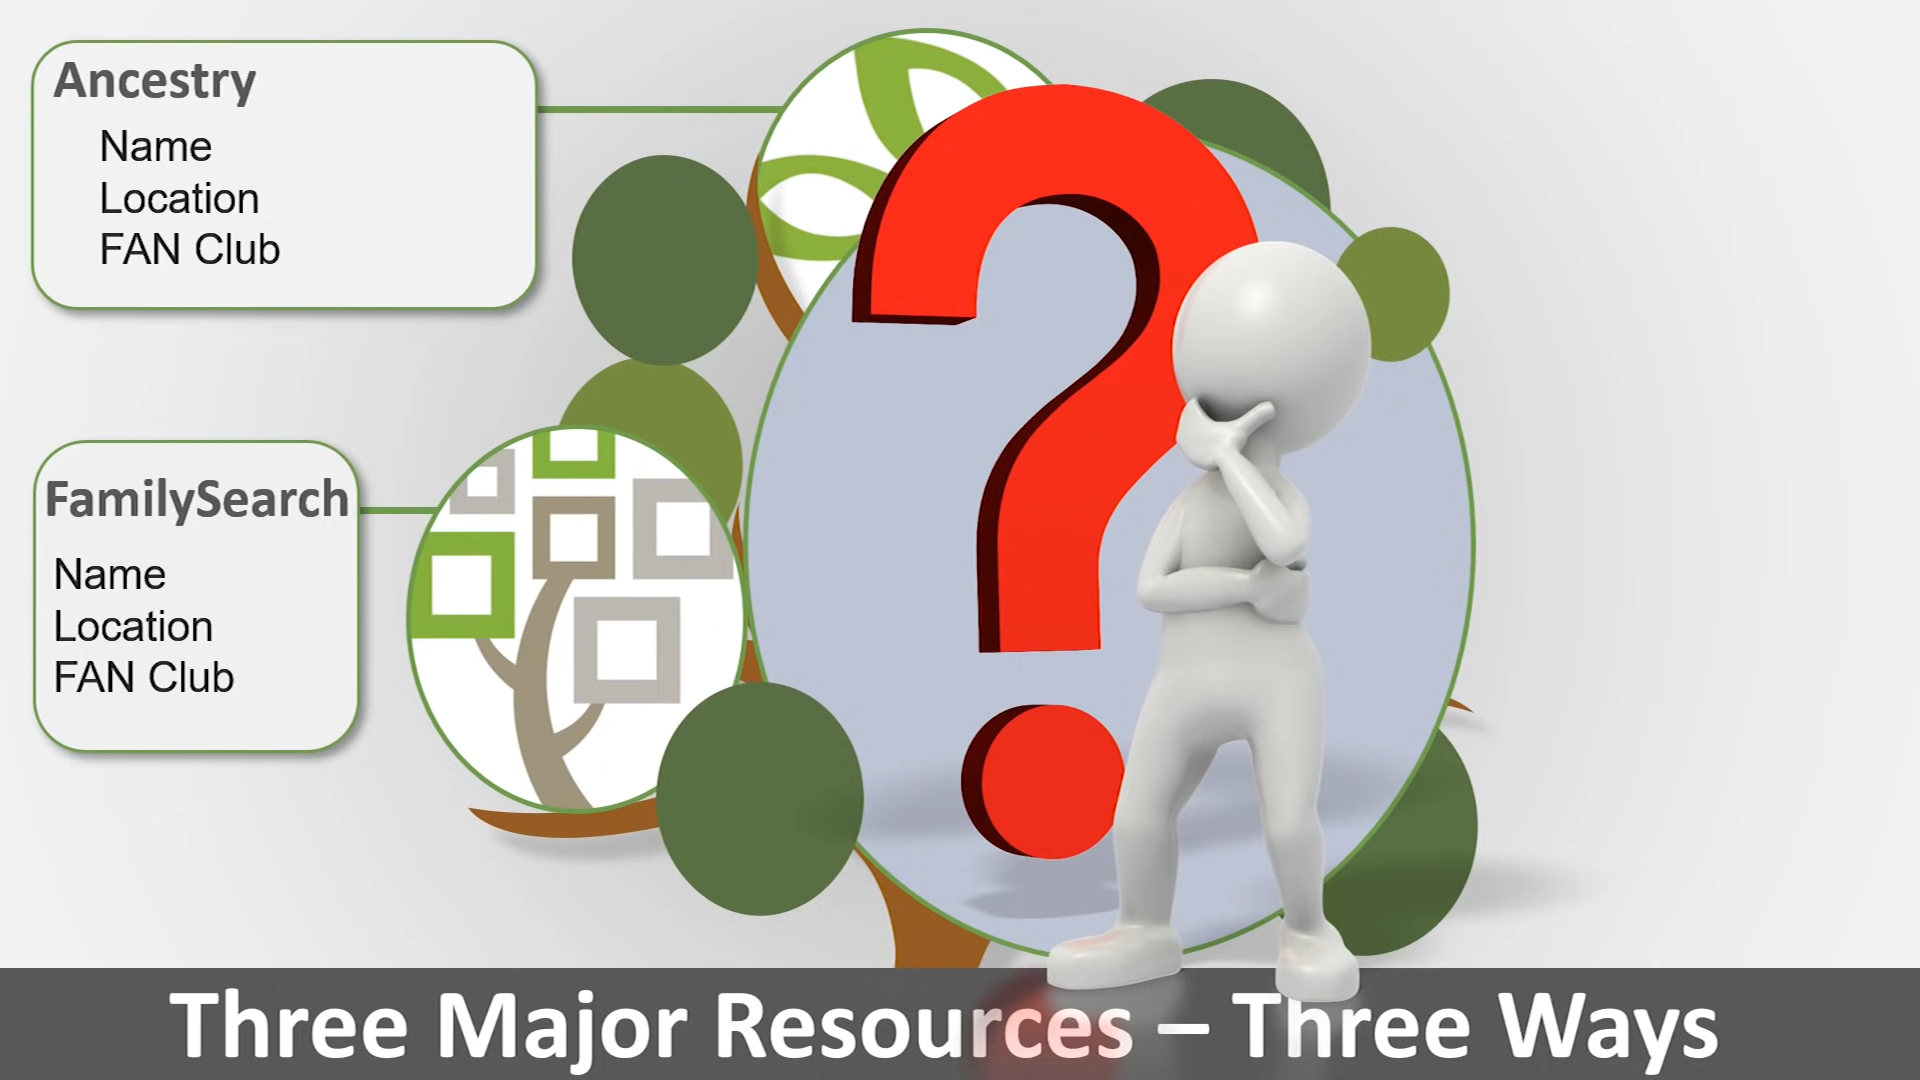 Ancestry
Name
Location
FAN Club
FamilySearch
Name
Location
FAN Club
Three Major Resources – Three Ways